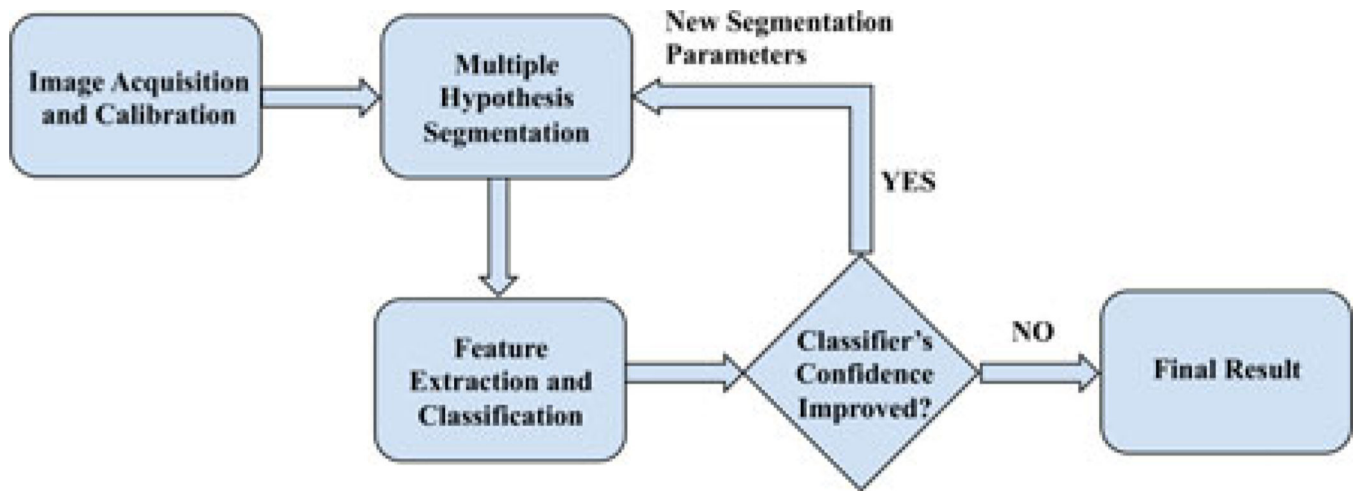 Image Acquisition
and Calibration
Multiple
Hypothesis
Segmentation
New Segmentation
Parameters
YES
Feature
Extraction and
Classification
Classifier’s
Confidence
Improved?
NO
Final Result